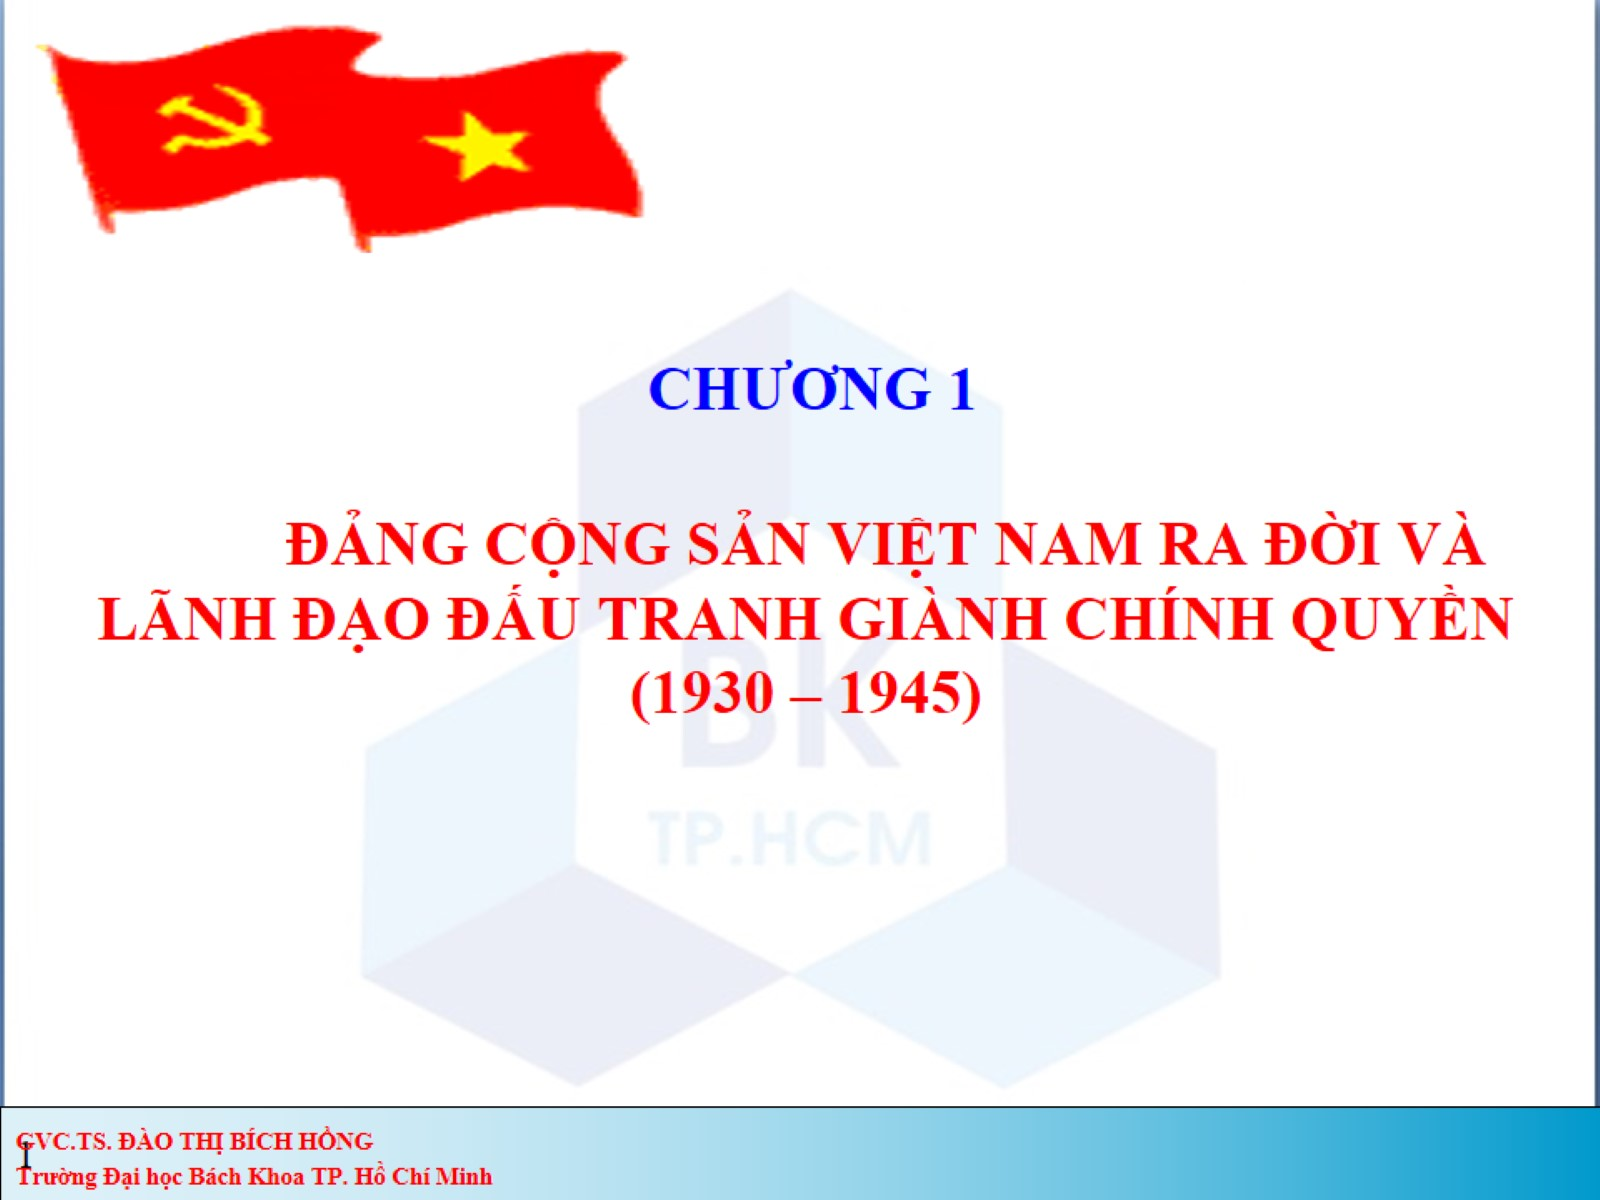 CHƯƠNG 1
ĐẢNG CỘNG SẢN VIỆT NAM RA ĐỜI VÀ
LÃNH ĐẠO ĐẤU TRANH GIÀNH CHÍNH QUYỀN
(1930 – 1945)
BK
TP.HCM
GVC.TS. ĐÀO THỊ BÍCH HỒNG
1
Trường Đại học Bách Khoa TP. Hồ Chí Minh